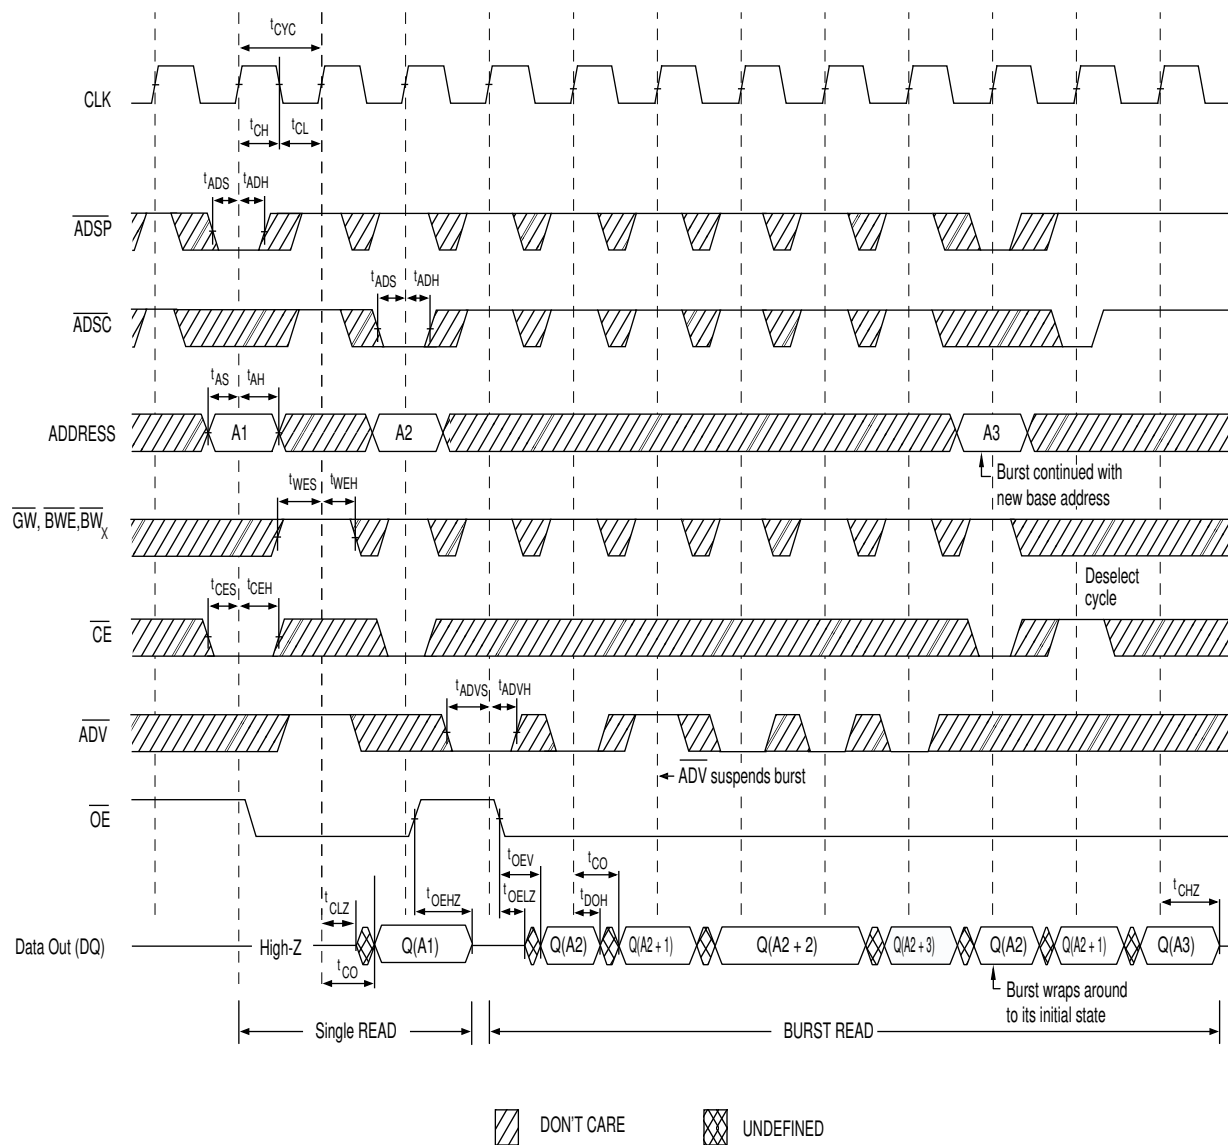 tCYC
CLK
tCH
tCL
tADS
tADH
ADSP
tADS
tADH
ADSC
tAS
tAH
ADDRESS
A1
A2
A3
Burst continued with
new base address
tWES
tWEH
GW, BWE,BWX
Deselect
cycle
tCES
tCEH
CE
tADVS
tADVH
ADV
ADV suspends burst
OE
tOEV
tCO
tCLZ
tOEHZ
tOELZ
tDOH
tCHZ
Data Out (DQ)
High-Z
Q(A1)
Q(A2)
Q(A2 + 1)
Q(A2 + 2)
Q(A2 + 3)
Q(A2)
Q(A2 + 1)
Q(A3)
tCO
Burst wraps around
to its initial state
Single READ
BURST READ
DON'T CARE
UNDEFINED